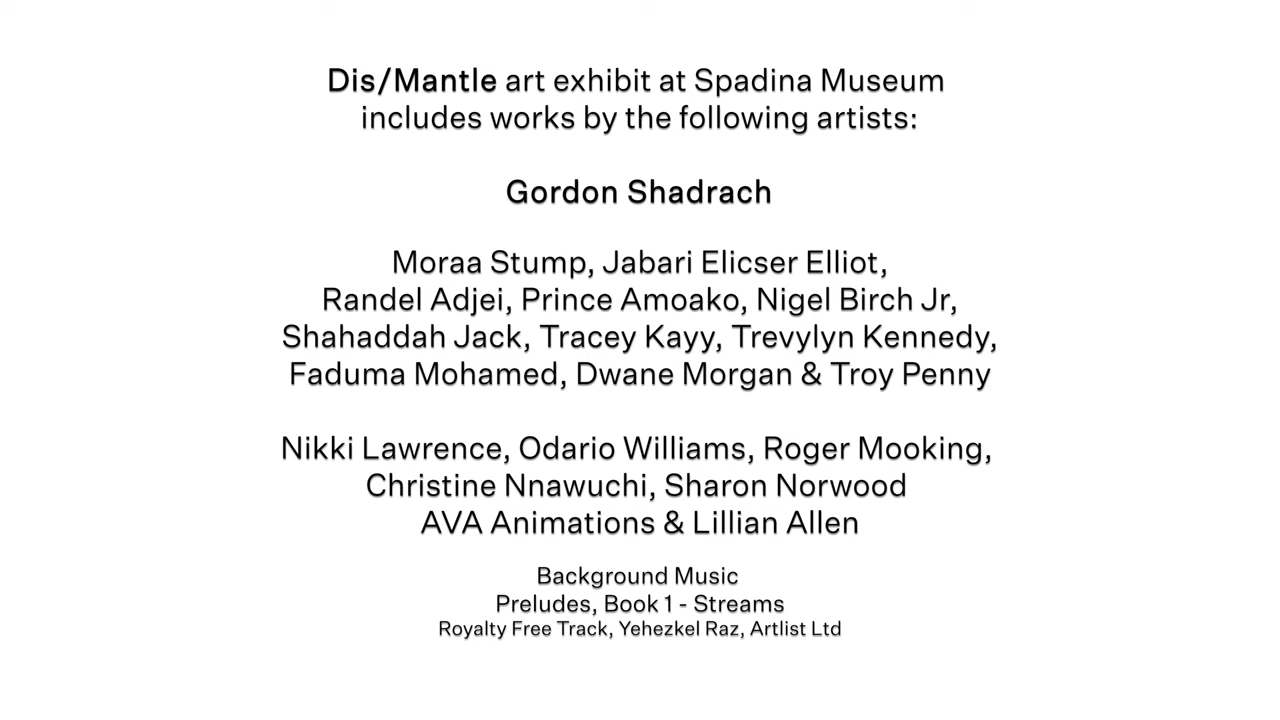 Dis/Mantle art exhibit at Spadina Museum
includes works by the following artists:
Gordon Shadrach
Moraa Stump, Jabari Elicser Elliot,
Randel Adjei, Prince Amoako, Nigel Birch Jr,
Shahaddah Jack, Tracey Kayy, Trevylyn Kennedy,
Faduma Mohamed, Dwane Morgan & Troy Penny
Nikki Lawrence, Odario Williams, Roger Mooking,
Christine Nnawuchi, Sharon Norwood
AVA Animations & Lillian Allen
Background Music
Preludes, Book 1 - Streams
Royalty Free Track, Yehezkel Raz, Artlist Ltd